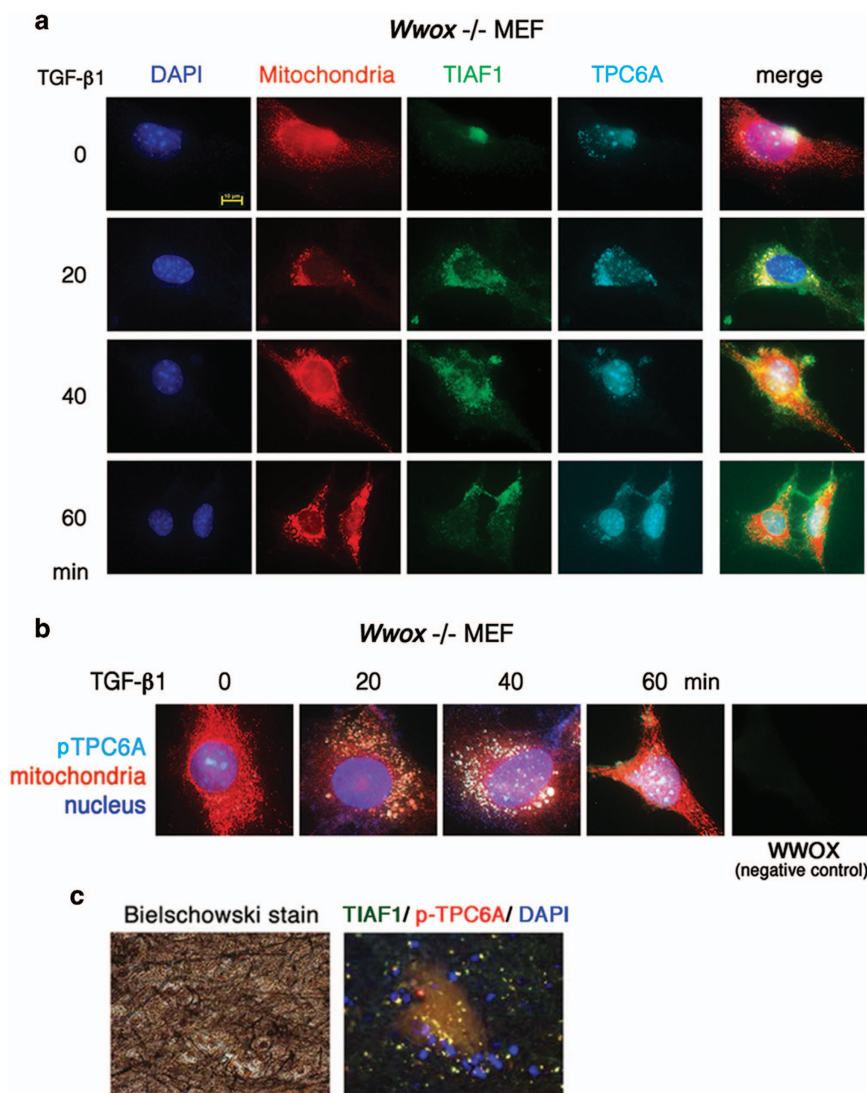 a
Wwox -/- MEF
TGF-β1 DAPI Mitochondria TIAF1 TPC6A merge
0
10 μm
20
40
60
min
b
Wwox -/- MEF
TGF-β1 0 20 40 60 min
pTPC6A
mitochondria
nucleus
WWOX
(negative control)
c
Bielschowski stain TIAF1/ p-TPC6A/ DAPI